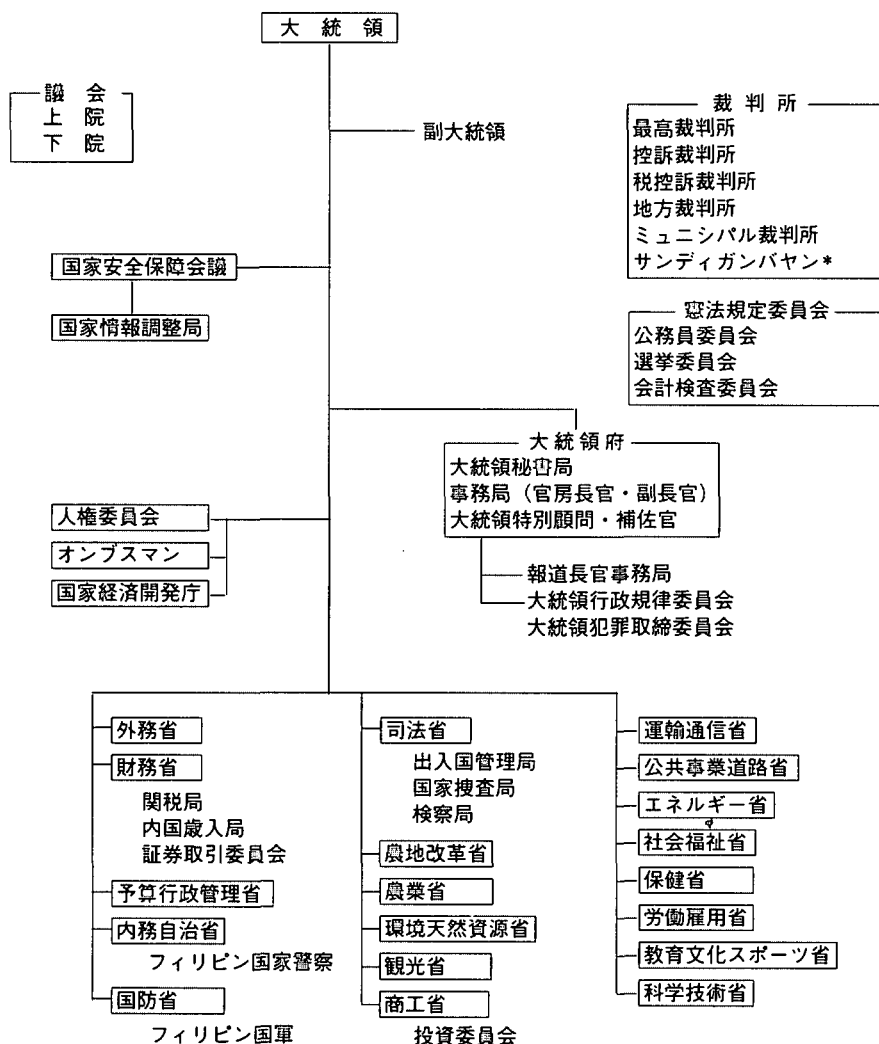 大統領
議会
上院
下院
副大統領
裁判所
最高裁判所
控訴裁判所
税控訴裁判所
地方裁判所
ミュニシパル裁判所
サンディガンバヤン*
国家安全保障会議
国家情報調整局
憲法規定委員会
公務員委員会
選挙委員会
会計検査委員会
大統領府
大統領秘書局
事務局（官房長官・副長官）
大統領特別顧問・補佐官
人権委員会
オンブスマン
国家経済開発庁
報道長官事務局
大統領行政規律委員会
大統領犯罪取締委員会
外務省
財務省
関税局
内国歳入局
証券取引委員会
予算行政管理省
内務自治省
フィリピン国家警察
国防省
フィリピン国軍
司法省
出入国管理局
国家捜査局
検察局
農地改革省
農業省
環境天然資源省
観光省
商工省
投資委員会
運輸通信省
公共事業道路省
エネルギー省
社会福祉省
保健省
労働雇用省
教育文化スポーツ省
科学技術省